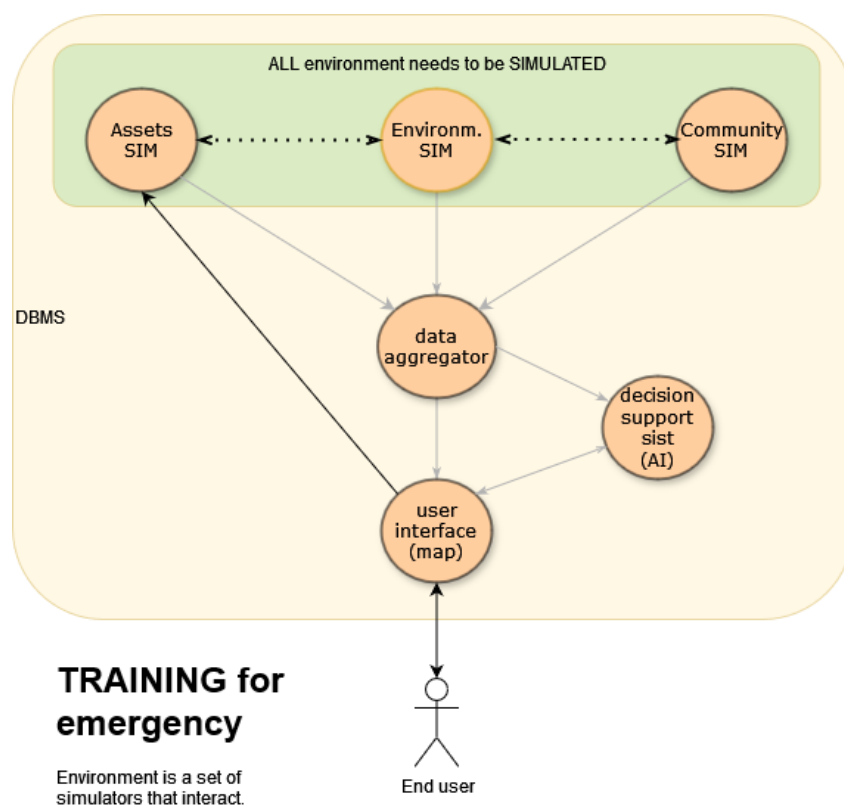 ALL environment needs to be SIMULATED
Assets
SIM
Environm.
SIM
Community
SIM
DBMS
data
aggregator
decision
support
sist
(AI)
user
interface
(map)
TRAINING for
emergency
Environment is a set of
simulators that interact.
End user